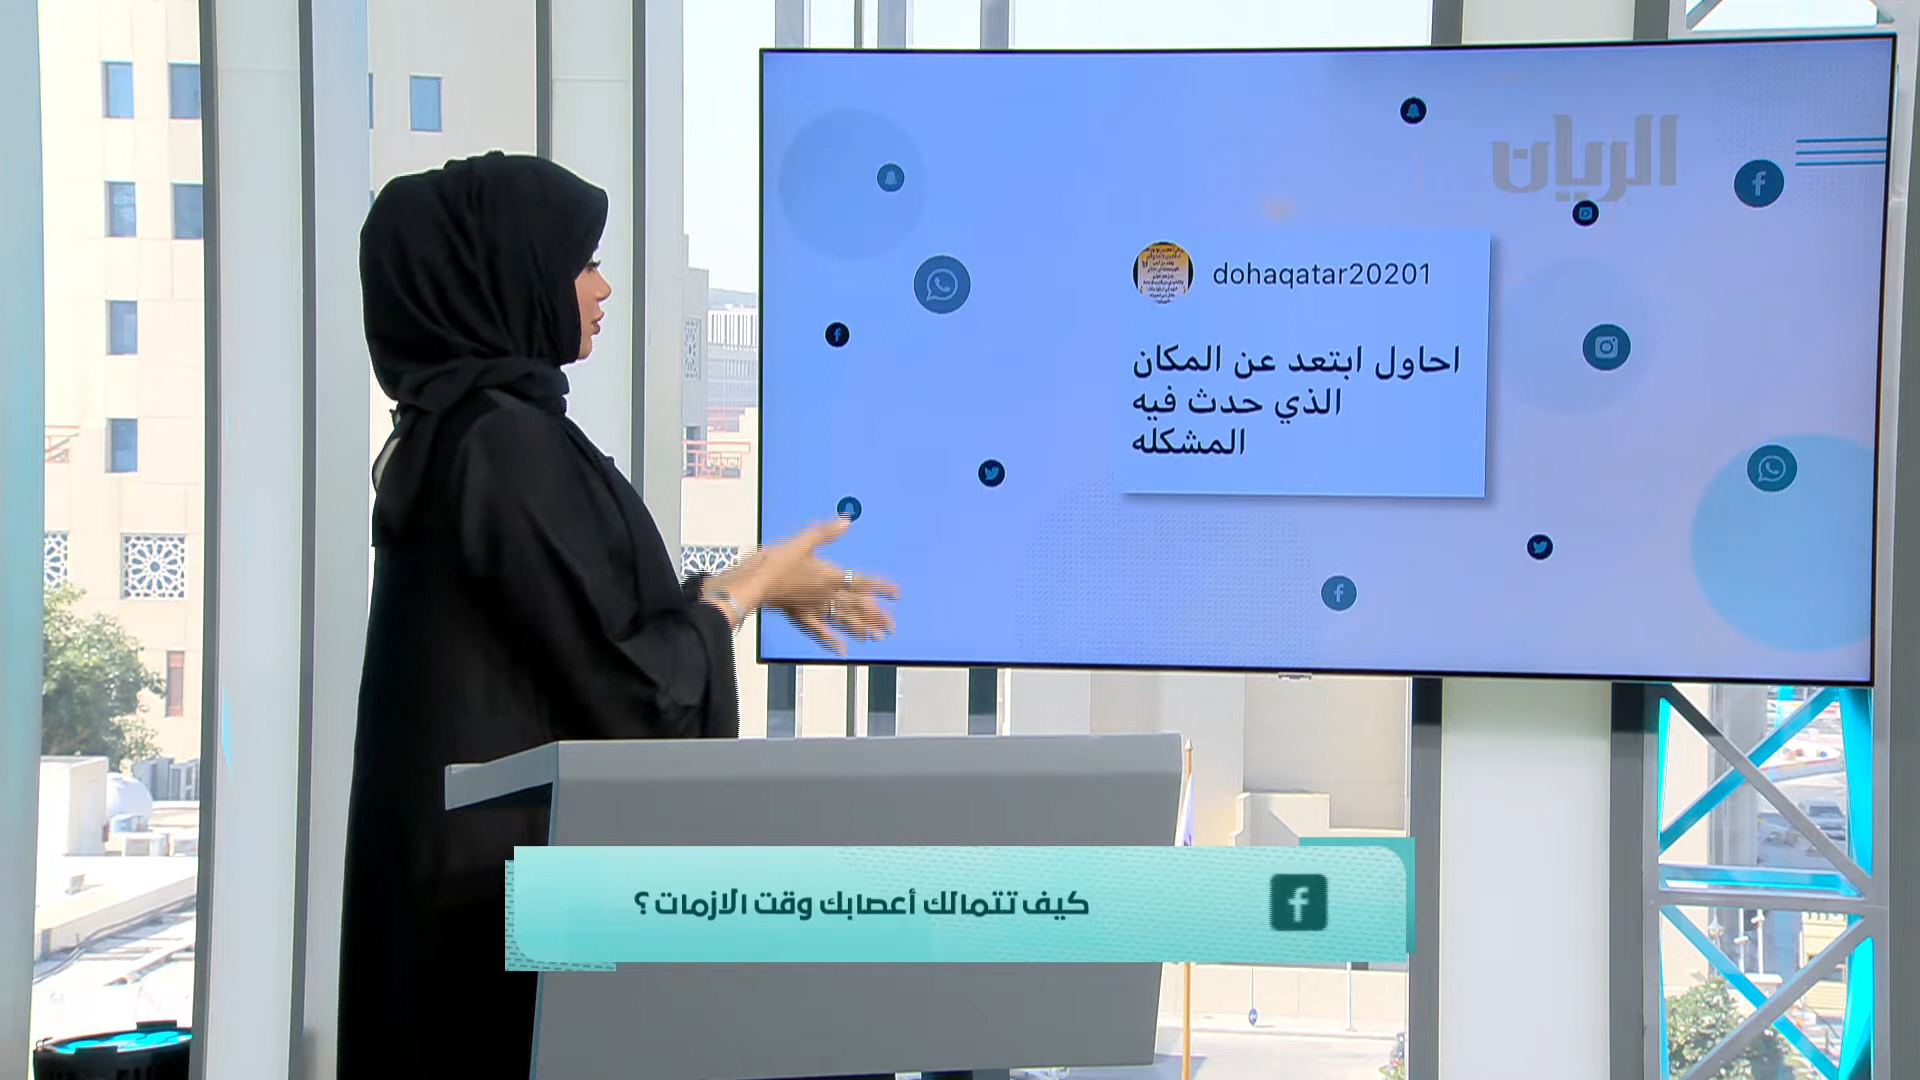 الريان
dohaqatar20201
احاول ابتعد عن المكان
الذي حدث فيه
المشكله
كيف تتمالك أعصابك وقت الازمات ؟